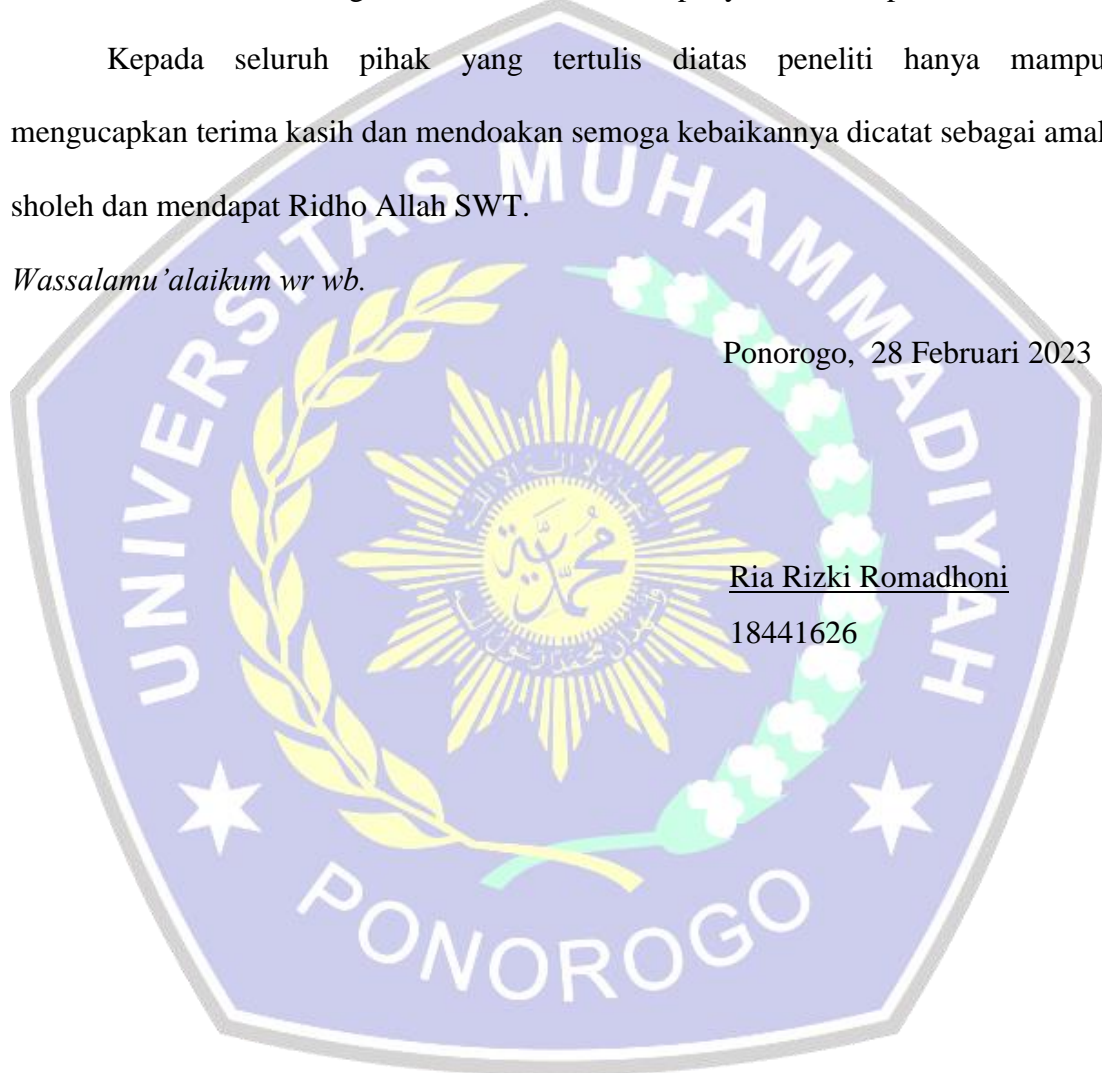 Kepada seluruh pihak yang tertulis diatas peneliti hanya mampu
mengucapkan terima kasih dan mendoakan semoga kebaikannya dicatat sebagai amal
sholeh dan mendapat Ridho Allah SWT.
Wassalamu’alaikum wr wb.
Ponorogo, 28 Februari 2023
Ria Rizki Romadhoni
18441626
UNIVERSITAS MUHAMMADIYAH
PONOROGO
محمدية